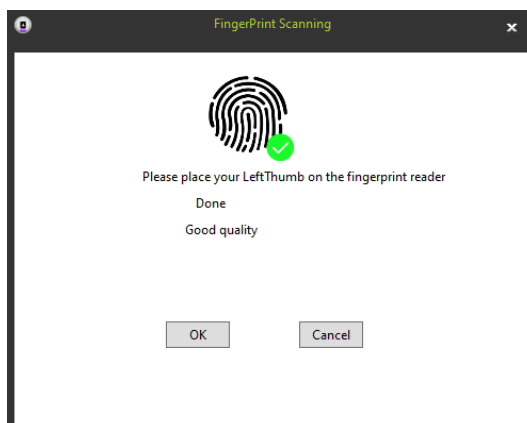 FingerPrint Scanning
Please place your LeftThumb on the fingerprint reader
Done
Good quality
OK
Cancel